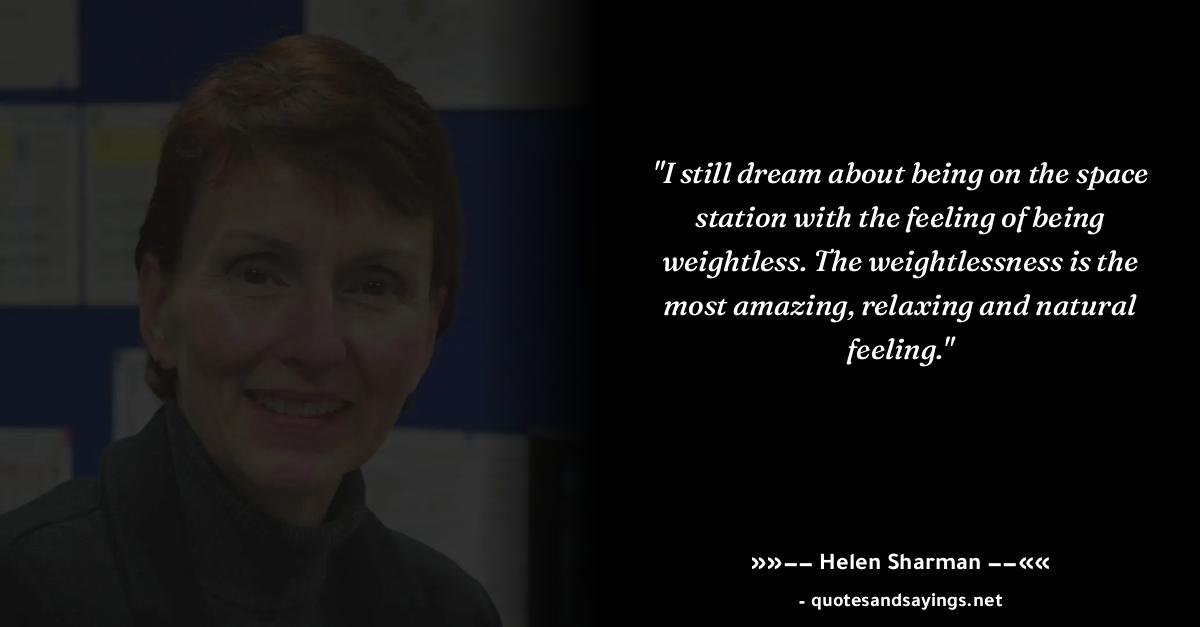 "I still dream about being on the space
station with the feeling of being
weightless. The weightlessness is the
most amazing, relaxing and natural
feeling."
»»—— Helen Sharman ——««
- quotesandsayings.net